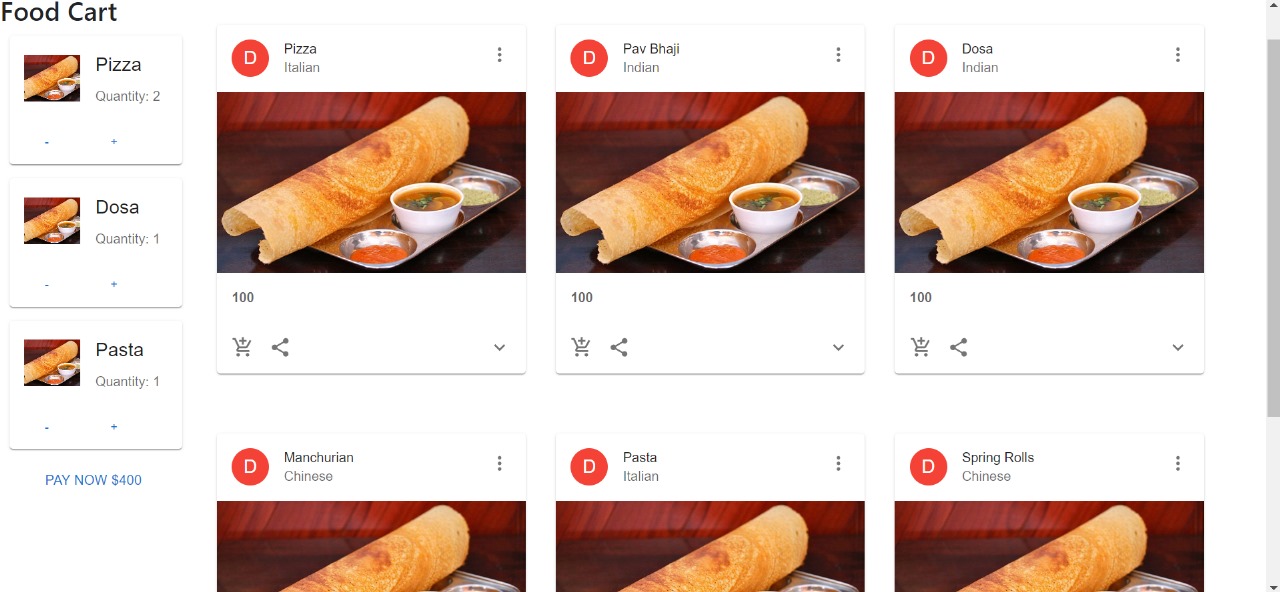 Food Cart
Pizza
Quantity: 2
- +
Dosa
Quantity: 1
- +
Pasta
Quantity: 1
- +
PAY NOW $400
D
Pizza
Italian
100
D
Pav Bhaji
Indian
100
D
Dosa
Indian
100
D
Manchurian
Chinese
D
Pasta
Italian
D
Spring Rolls
Chinese